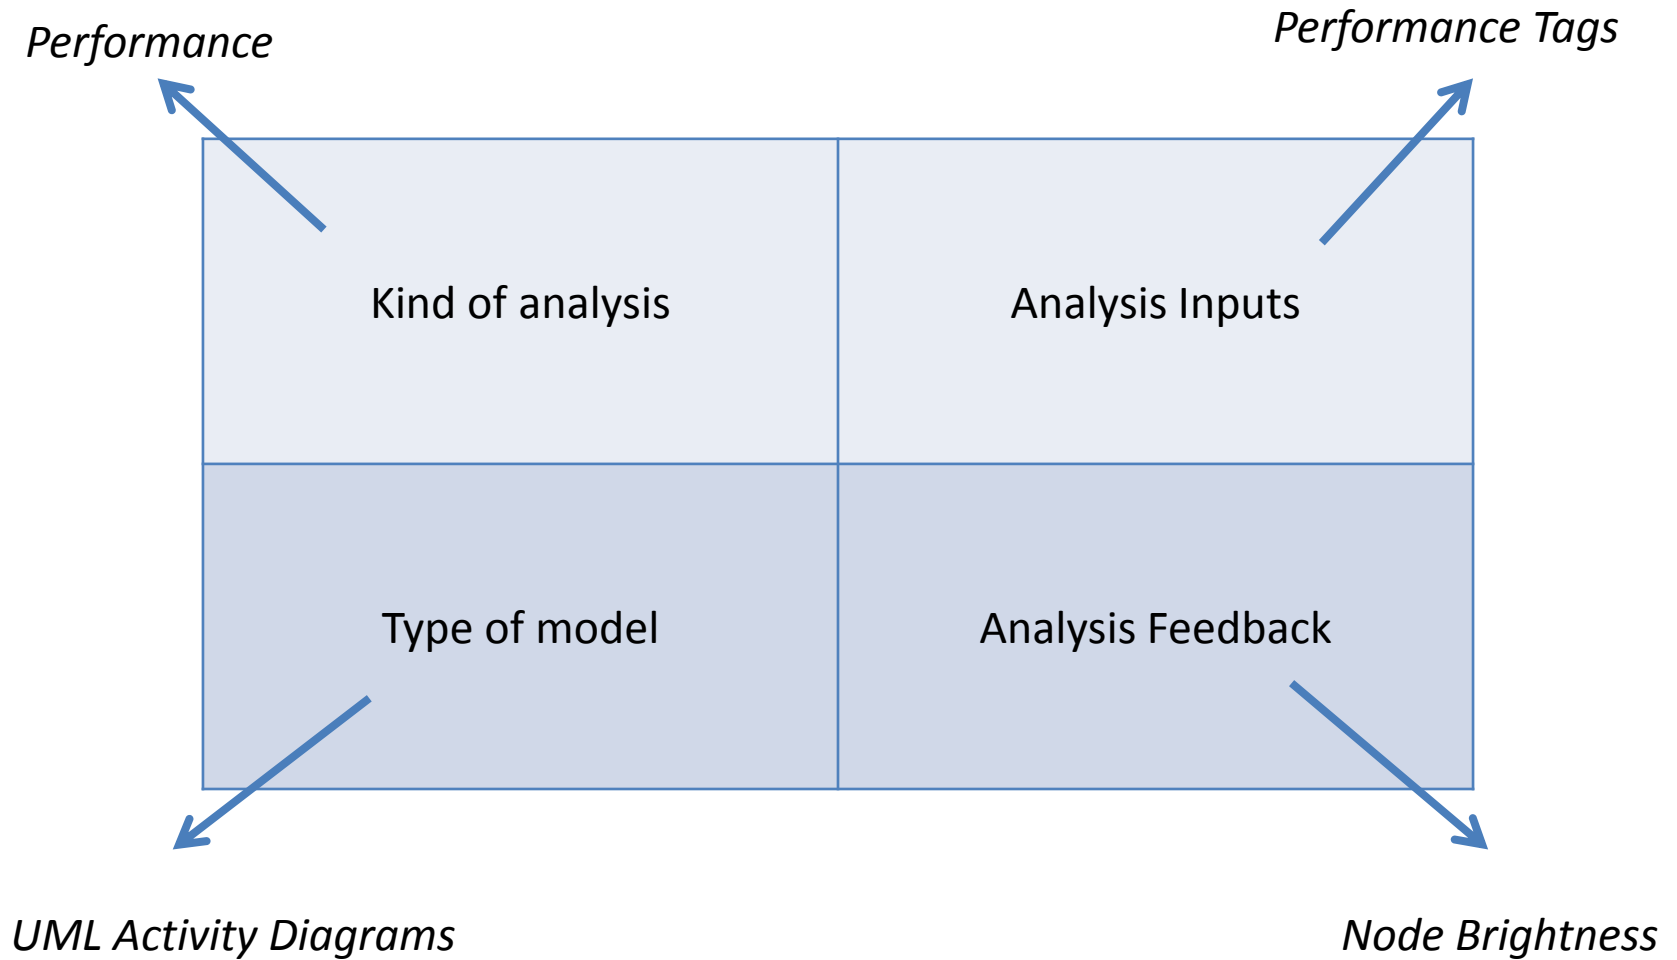 Performance
Performance Tags
Kind of analysis
Analysis Inputs
Type of model
Analysis Feedback
UML Activity Diagrams
Node Brightness